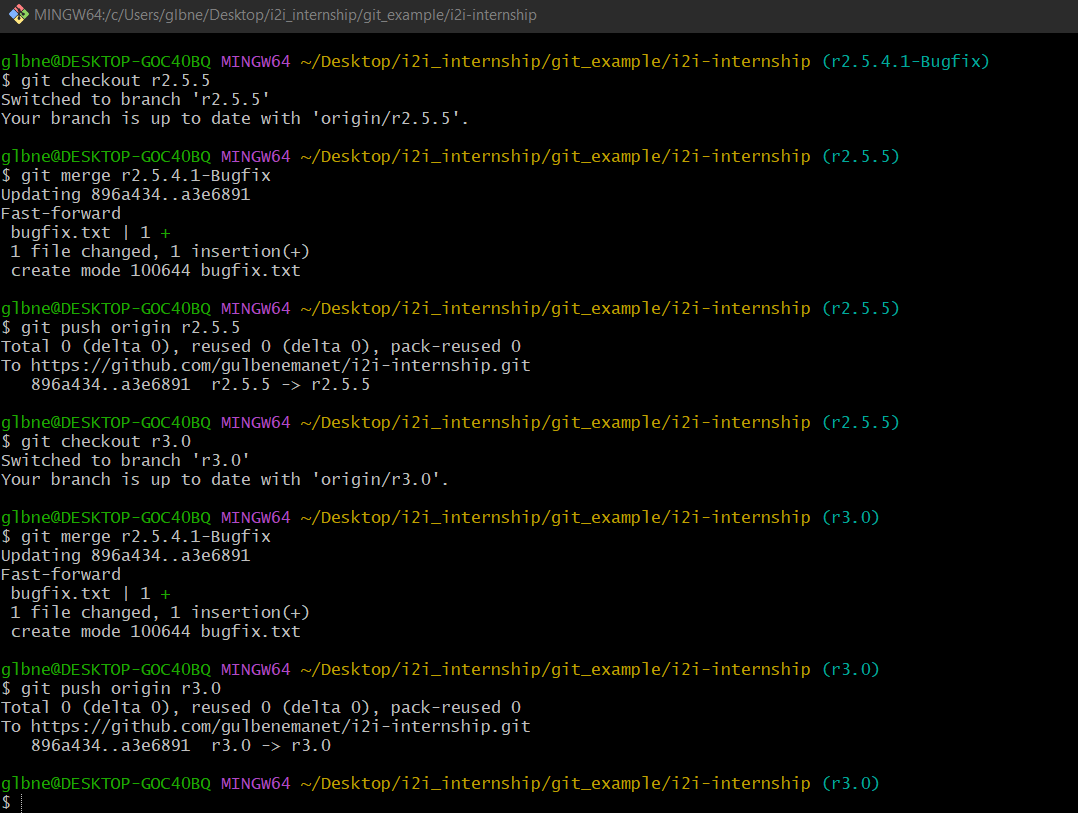 MINGW64:/c/Users/glbne/Desktop/i2i_internship/git_example/i2i-internship
glbne@DESKTOP-GOC40BQ MINGW64 ~/Desktop/i2i_internship/git_example/i2i-internship (r2.5.4.1-Bugfix)
$ git checkout r2.5.5
Switched to branch 'r2.5.5'
Your branch is up to date with 'origin/r2.5.5'.
glbne@DESKTOP-GOC40BQ MINGW64 ~/Desktop/i2i_internship/git_example/i2i-internship (r2.5.5)
$ git merge r2.5.4.1-Bugfix
Updating 896a434..a3e6891
Fast-forward
 bugfix.txt | 1 +
 1 file changed, 1 insertion(+)
 create mode 100644 bugfix.txt
glbne@DESKTOP-GOC40BQ MINGW64 ~/Desktop/i2i_internship/git_example/i2i-internship (r2.5.5)
$ git push origin r2.5.5
Total 0 (delta 0), reused 0 (delta 0), pack-reused 0
To https://github.com/gulbenemanet/i2i-internship.git
   896a434..a3e6891  r2.5.5 -> r2.5.5
glbne@DESKTOP-GOC40BQ MINGW64 ~/Desktop/i2i_internship/git_example/i2i-internship (r2.5.5)
$ git checkout r3.0
Switched to branch 'r3.0'
Your branch is up to date with 'origin/r3.0'.
glbne@DESKTOP-GOC40BQ MINGW64 ~/Desktop/i2i_internship/git_example/i2i-internship (r3.0)
$ git merge r2.5.4.1-Bugfix
Updating 896a434..a3e6891
Fast-forward
 bugfix.txt | 1 +
 1 file changed, 1 insertion(+)
 create mode 100644 bugfix.txt
glbne@DESKTOP-GOC40BQ MINGW64 ~/Desktop/i2i_internship/git_example/i2i-internship (r3.0)
$ git push origin r3.0
Total 0 (delta 0), reused 0 (delta 0), pack-reused 0
To https://github.com/gulbenemanet/i2i-internship.git
   896a434..a3e6891  r3.0 -> r3.0
glbne@DESKTOP-GOC40BQ MINGW64 ~/Desktop/i2i_internship/git_example/i2i-internship (r3.0)
$